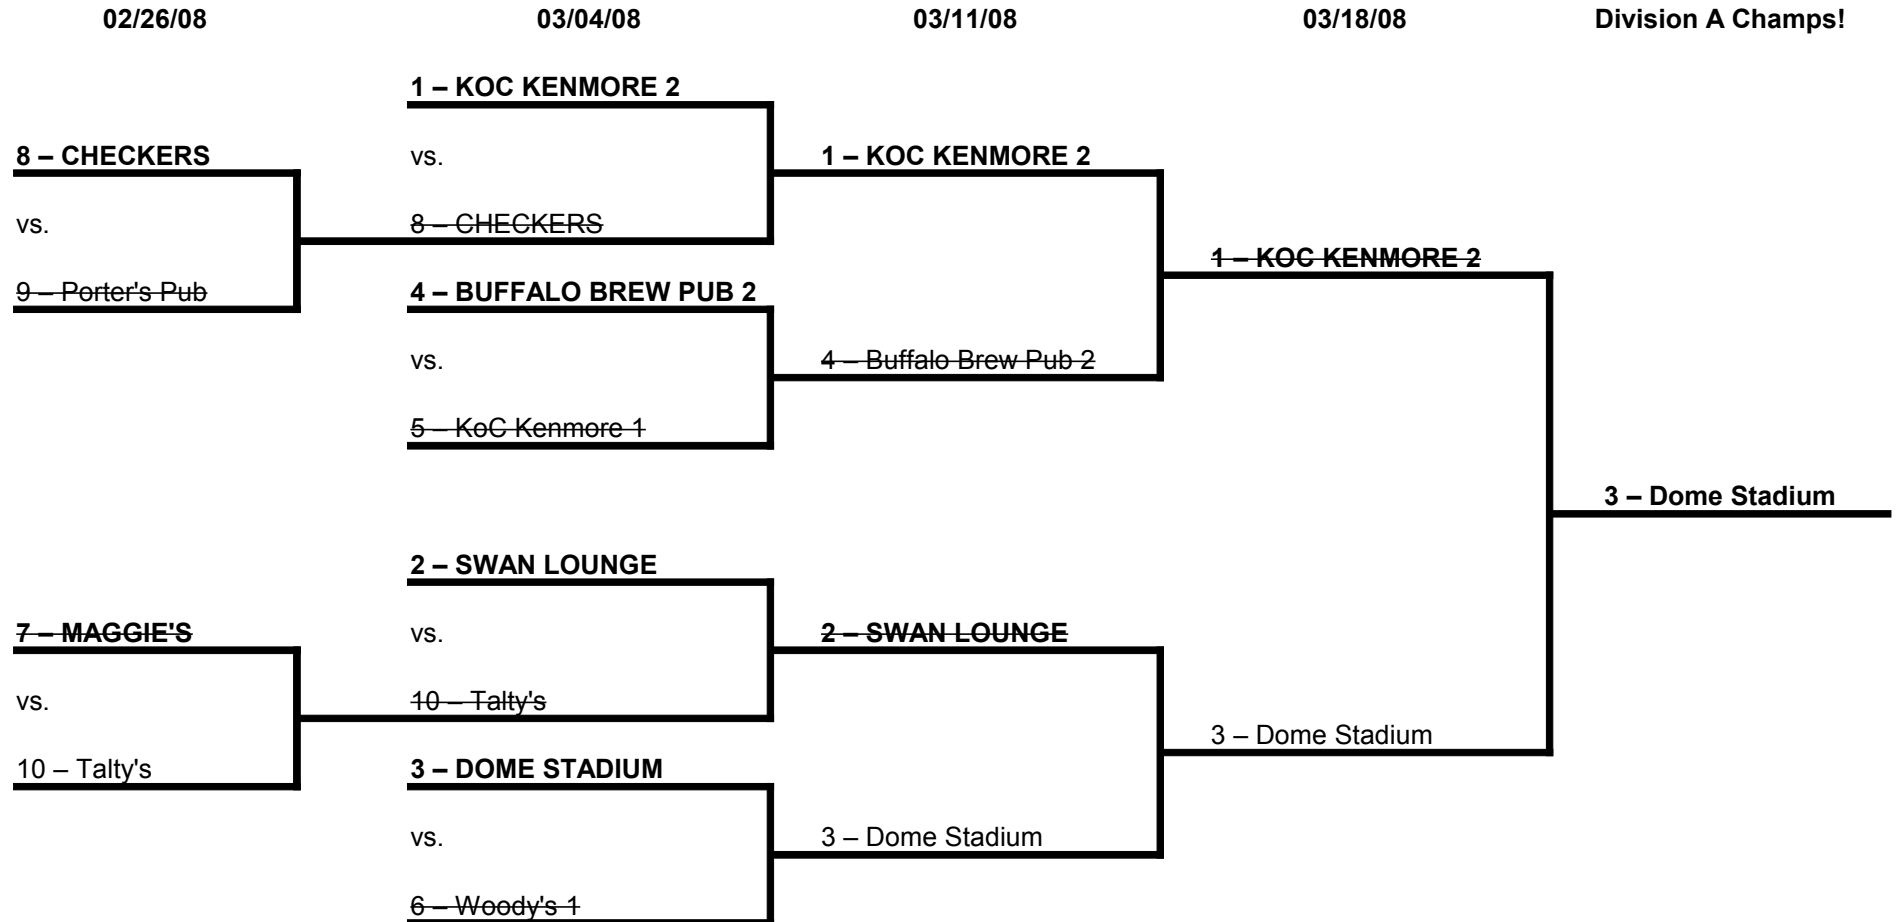 02/26/08
03/04/08
03/11/08
03/18/08
Division A Champs!
1 – KOC KENMORE 2
8 – CHECKERS
vs.
1 – KOC KENMORE 2
vs.
8 – CHECKERS
1 – KOC KENMORE 2
9 – Porter's Pub
4 – BUFFALO BREW PUB 2
vs.
4 – Buffalo Brew Pub 2
5 – KoC Kenmore 1
3 – Dome Stadium
2 – SWAN LOUNGE
7 – MAGGIE'S
vs.
2 – SWAN LOUNGE
vs.
10 – Talty's
3 – Dome Stadium
10 – Talty's
3 – DOME STADIUM
vs.
3 – Dome Stadium
6 – Woody's 1